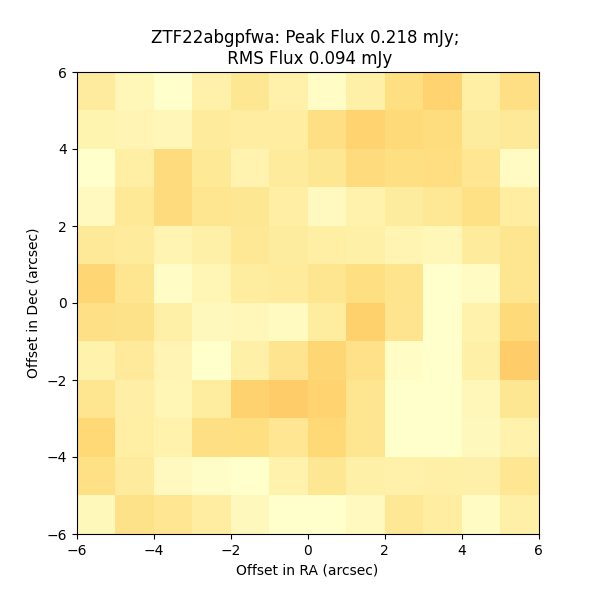 ZTF22abgpfwa: Peak Flux 0.218 mJy;
RMS Flux 0.094 mJy
6
4
2
0
−2
−4
−6
Offset in Dec (arcsec)
−6 −4 −2 0 2 4 6
Offset in RA (arcsec)